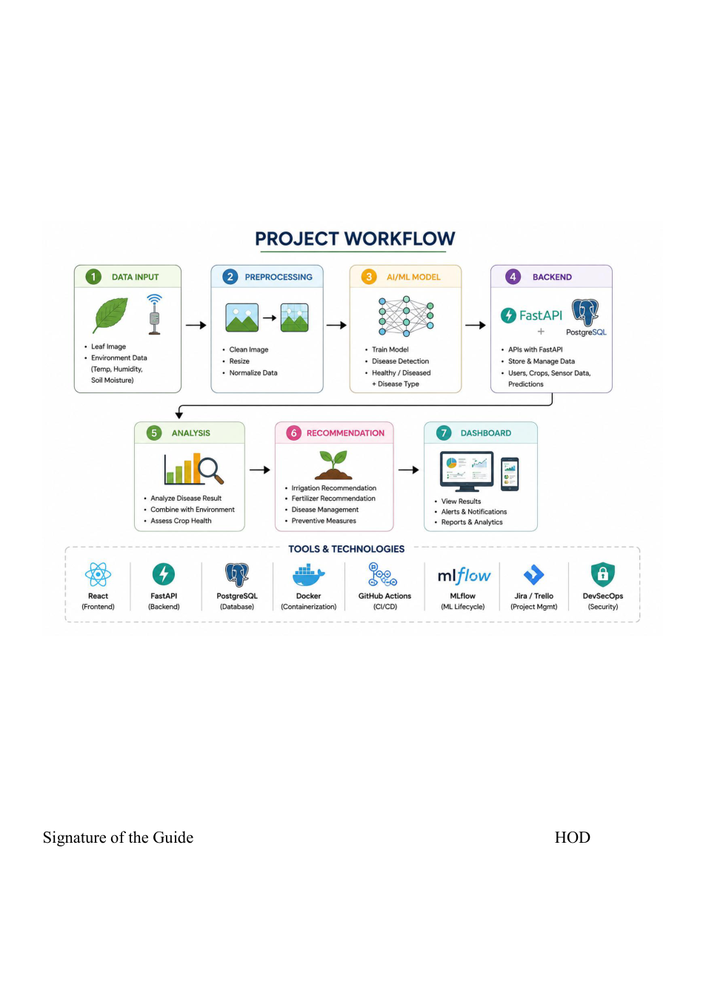 PROJECT WORKFLOW
1 DATA INPUT
• Leaf Image
• Environment Data
(Temp, Humidity,
Soil Moisture)
2 PREPROCESSING
• Clean Image
• Resize
• Normalize Data
3 AI/ML MODEL
• Train Model
• Disease Detection
• Healthy / Diseased
+ Disease Type
4 BACKEND
FastAPI
+
PostgreSQL
• APIs with FastAPI
• Store & Manage Data
• Users, Crops, Sensor Data,
Predictions
5 ANALYSIS
• Analyze Disease Result
• Combine with Environment
• Assess Crop Health
6 RECOMMENDATION
• Irrigation Recommendation
• Fertilizer Recommendation
• Disease Management
• Preventive Measures
7 DASHBOARD
• View Results
• Alerts & Notifications
• Reports & Analytics
TOOLS & TECHNOLOGIES
React
(Frontend)
FastAPI
(Backend)
PostgreSQL
(Database)
Docker
(Containerization)
GitHub Actions
(CI/CD)
mlflow
MLflow
(ML Lifecycle)
Jira / Trello
(Project Mgmt)
DevSecOps
(Security)
Signature of the Guide HOD